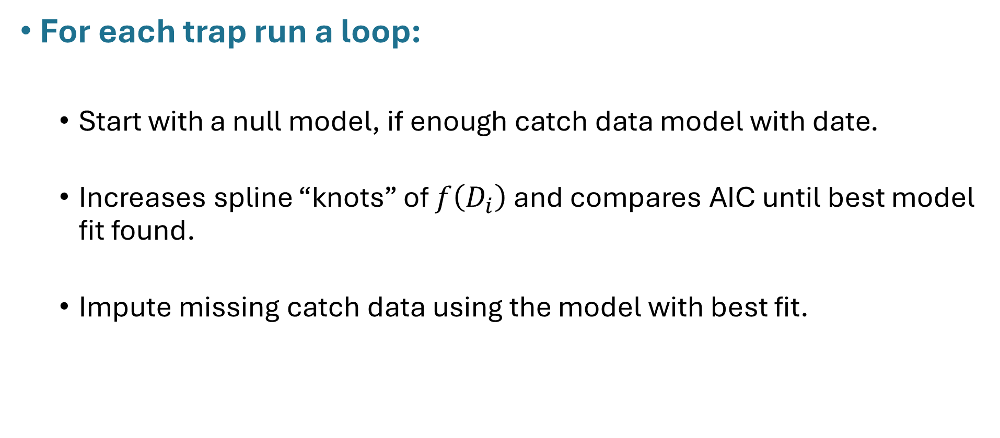 • For each trap run a loop:
• Start with a null model, if enough catch data model with date.
• Increases spline “knots” of 𝑓(𝐷ᵢ) and compares AIC until best model
fit found.
• Impute missing catch data using the model with best fit.